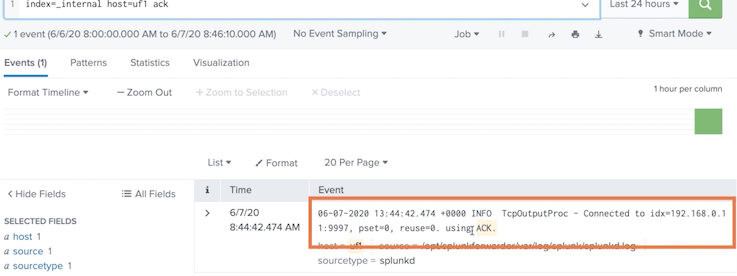 1 index=_internal host=uf1 ack
Last 24 hours
1 event (6/6/20 8:00:00.000 AM to 6/7/20 8:46:10.000 AM) No Event Sampling Job Smart Mode
Events (1) Patterns Statistics Visualization
Format Timeline — Zoom Out + Zoom to Selection × Deselect 1 hour per column
List Format 20 Per Page
< Hide Fields All Fields
i Time Event
SELECTED FIELDS
a host 1
a source 1
a sourcetype 1
> 6/7/20
8:44:42.474 AM
06-07-2020 13:44:42.474 +0000 INFO TcpOutputProc - Connected to idx=192.168.0.1
1:9997, pset=0, reuse=0. using ACK.
host = uf1 source = /opt/splunkforwarder/var/log/splunk/splunkd.log
sourcetype = splunkd